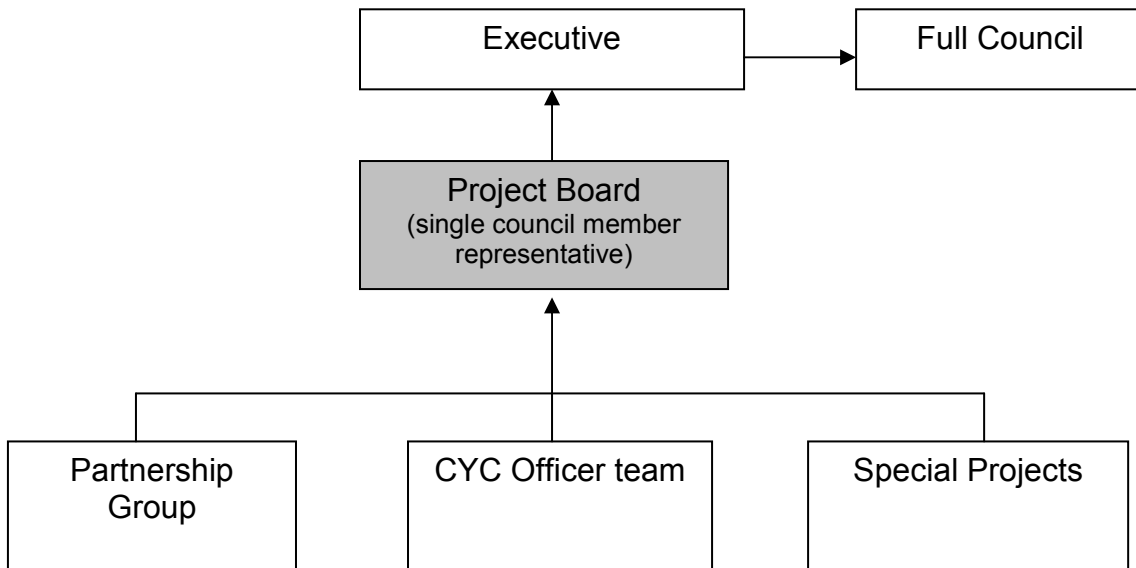 Executive
Full Council
Project Board
(single council member
representative)
Partnership
Group
CYC Officer team
Special Projects